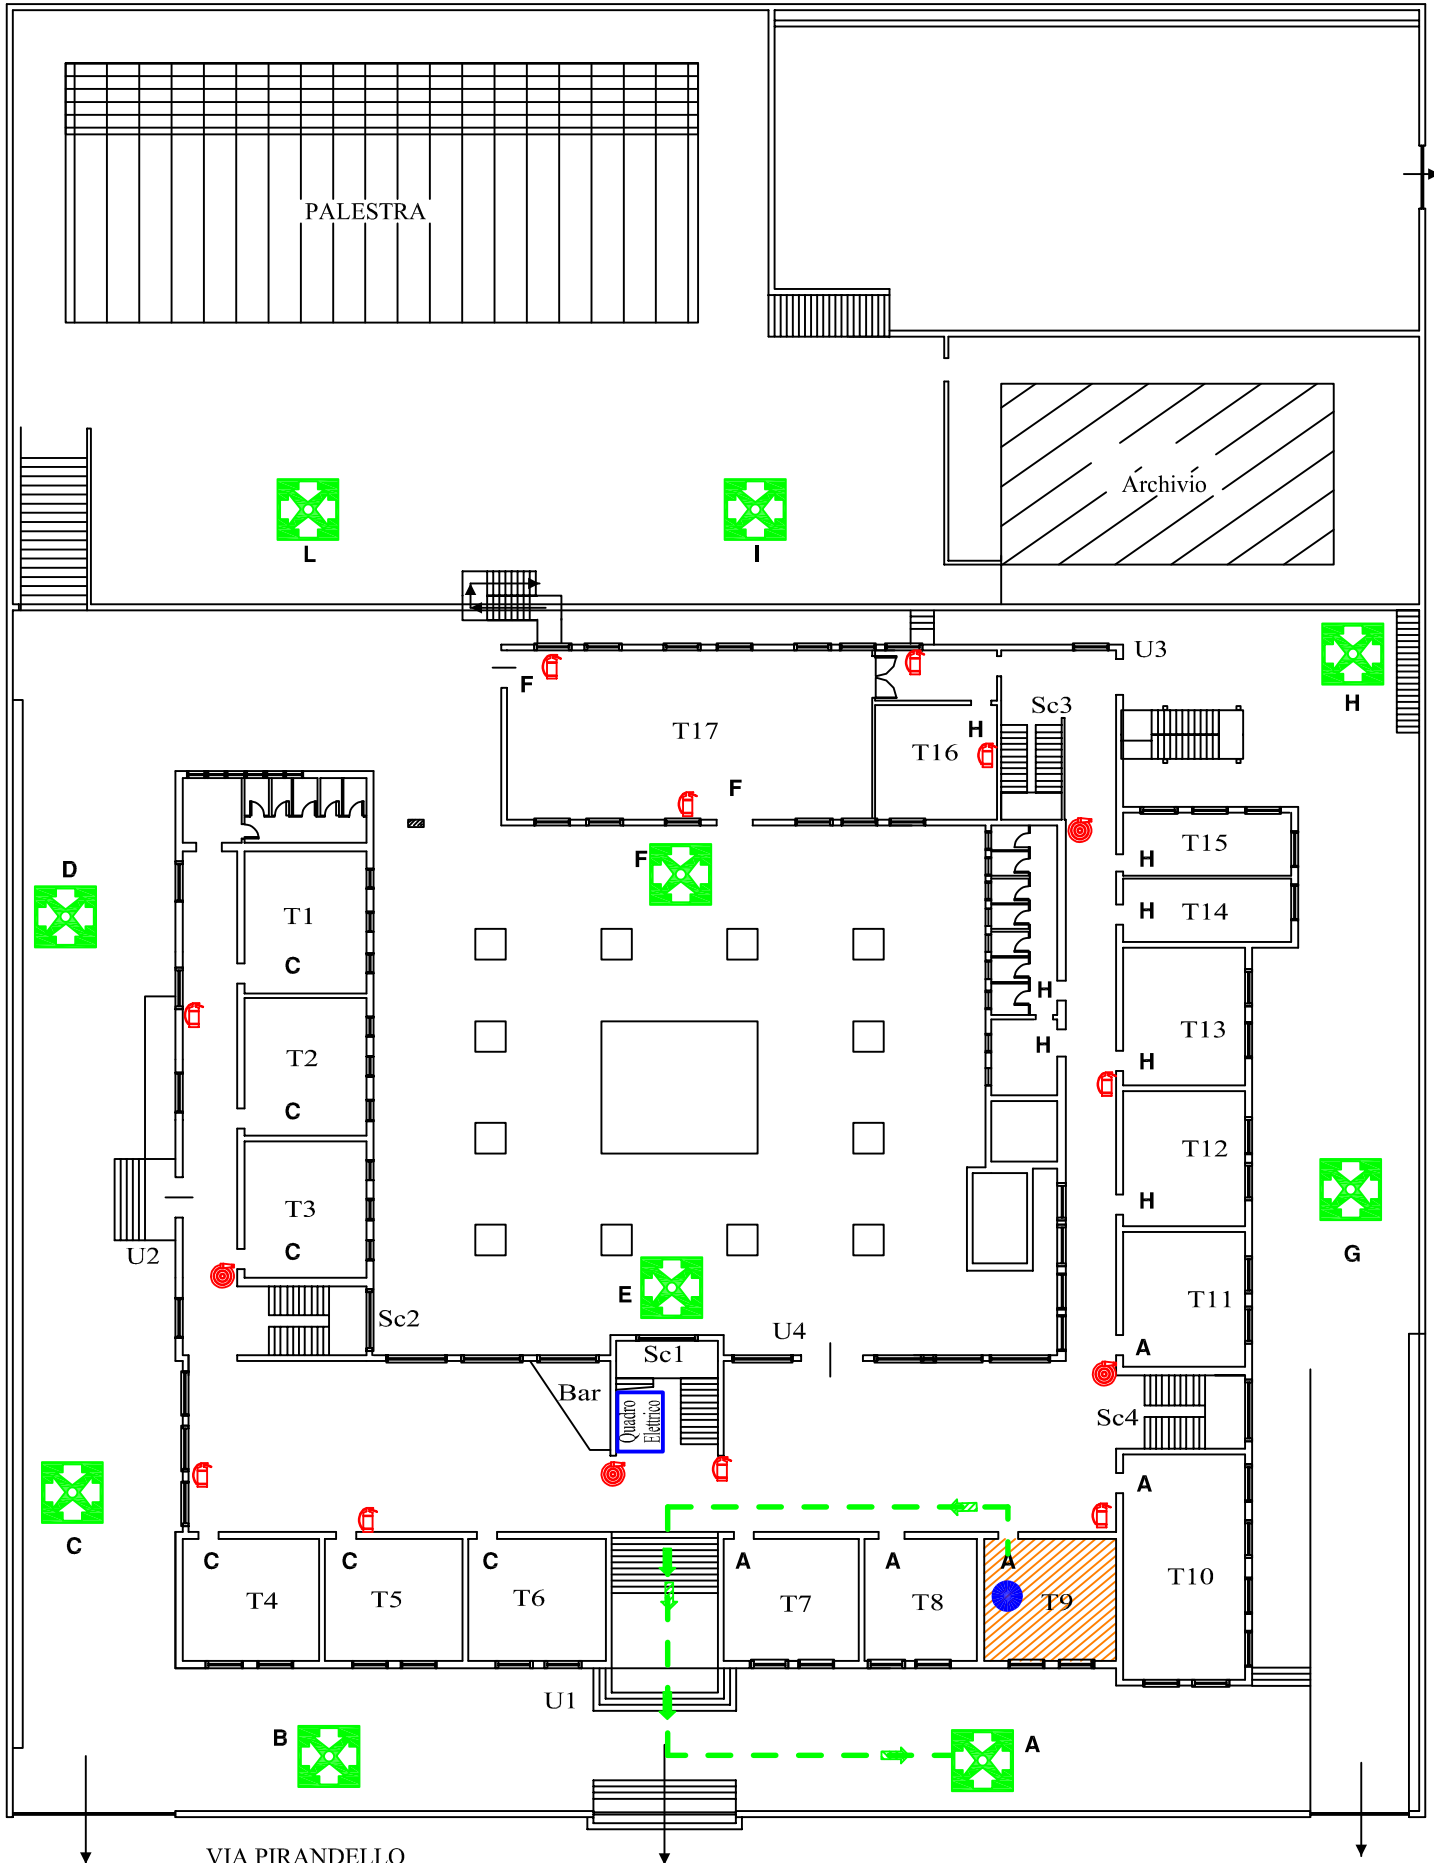 PALESTRA
Archivio
L
I
U3
H
F
Sc3
H
T17
T16
F
T15
H
F
D
H
T14
T1
C
H
T13
H
H
T2
C
T12
H
T3
C
U2
G
E
T11
Sc2
U4
A
Sc1
Bar
Quadro
Elettrico
Sc4
A
C
C
C
C
A
A
A
T10
T4
T5
T6
T7
T8
T9
U1
B
A
VIA PIRANDELLO